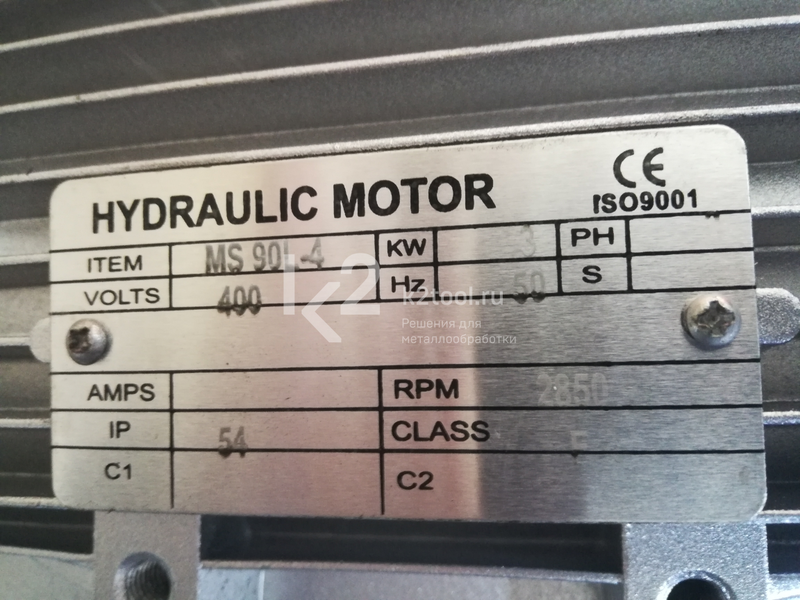 HYDRAULIC MOTOR
CE
ISO9001
ITEM MS 90L-4 KW 3 PH
VOLTS 400 Hz 50 S
k2 k2tool.ru
Решения для
металлообработки
AMPS RPM 2850
IP 54 CLASS F
C1 C2